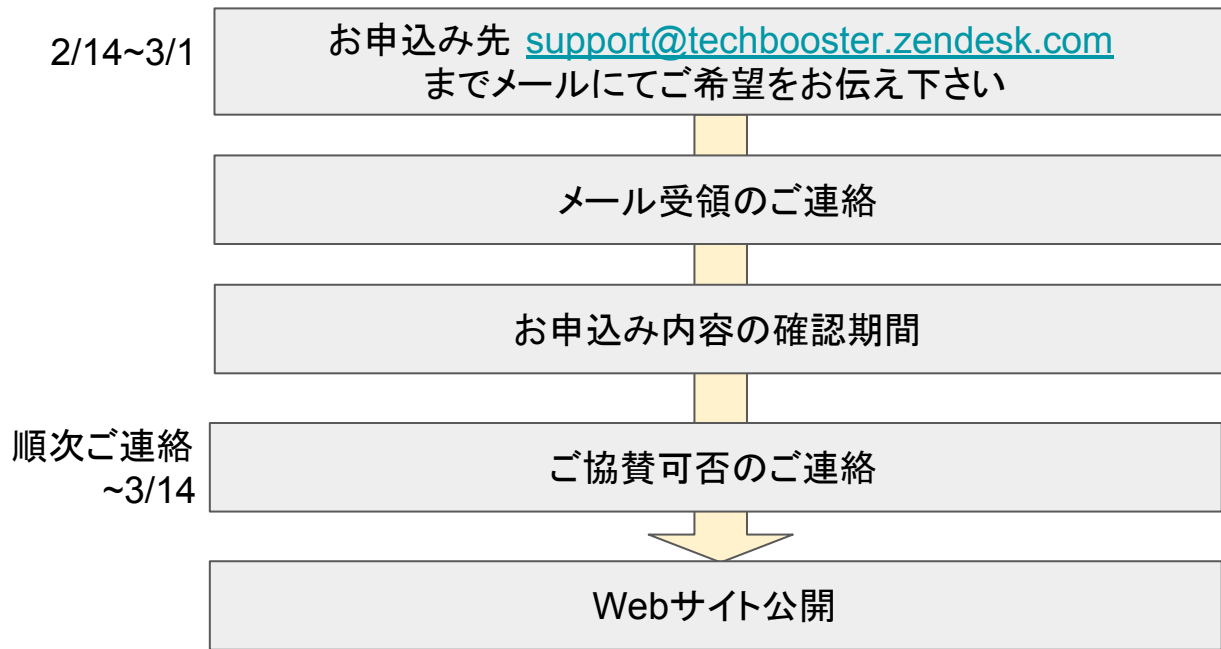 2/14~3/1
お申込み先 support@techbooster.zendesk.com
までメールにてご希望をお伝え下さい
メール受領のご連絡
お申込み内容の確認期間
順次ご連絡
~3/14
ご協賛可否のご連絡
Webサイト公開